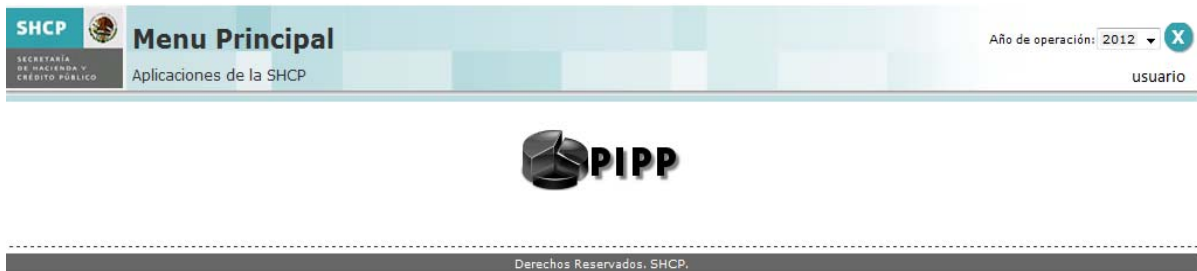 SHCP
SECRETARÍA
DE HACIENDA Y
CRÉDITO PÚBLICO
Menu Principal
Aplicaciones de la SHCP
Año de operación: 2012
X
usuario
PIPP
Derechos Reservados. SHCP.